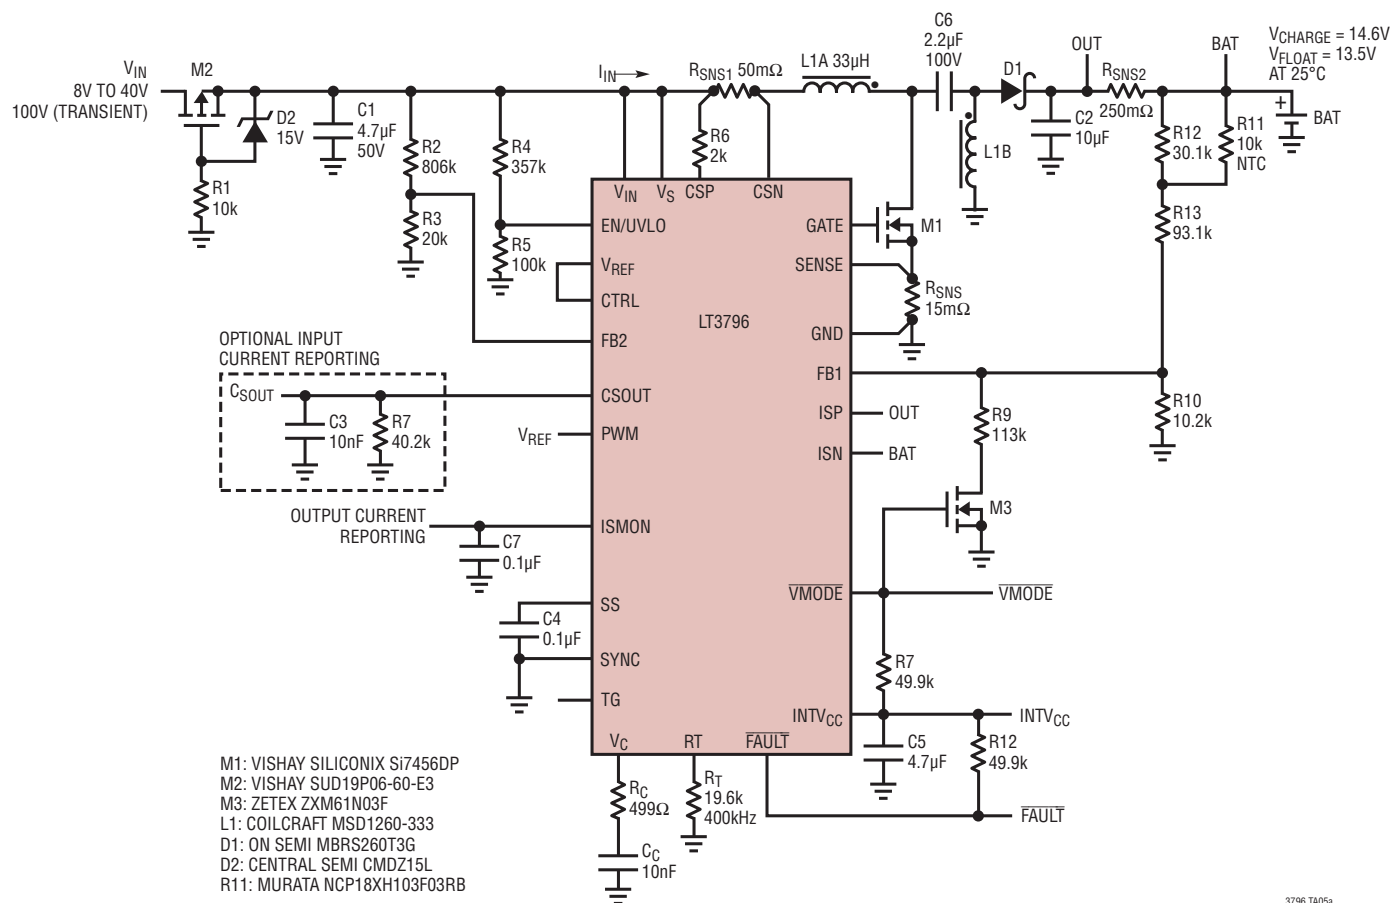 VIN
8V TO 40V
100V (TRANSIENT)
M2
D2
15V
R1
10k
C1
4.7µF
50V
R2
806k
R3
20k
R4
357k
R5
100k
IIN
RSNS1 50mΩ
R6
2k
L1A 33µH
C6
2.2µF
100V
L1B
D1
C2
10µF
OUT
RSNS2
250mΩ
BAT
VCHARGE = 14.6V
VFLOAT = 13.5V
AT 25°C
R12
30.1k
R11
10k
NTC
+
BAT
R13
93.1k
R10
10.2k
VIN
VS
CSP
CSN
EN/UVLO
VREF
CTRL
FB2
CSOUT
PWM
ISMON
SS
SYNC
TG
VC
RT
FAULT
LT3796
GATE
SENSE
GND
FB1
ISP
ISN
VMODE
INTVCC
M1
RSNS
15mΩ
OUT
BAT
R9
113k
M3
VMODE
R7
49.9k
INTVCC
C5
4.7µF
R12
49.9k
FAULT
OPTIONAL INPUT
CURRENT REPORTING
CSOUT
C3
10nF
R7
40.2k
VREF
OUTPUT CURRENT
REPORTING
C7
0.1µF
C4
0.1µF
RC
499Ω
CC
10nF
RT
19.6k
400kHz
M1: VISHAY SILICONIX Si7456DP
M2: VISHAY SUD19P06-60-E3
M3: ZETEX ZXM61N03F
L1: COILCRAFT MSD1260-333
D1: ON SEMI MBRS260T3G
D2: CENTRAL SEMI CMDZ15L
R11: MURATA NCP18XH103F03RB
3796 TA05a